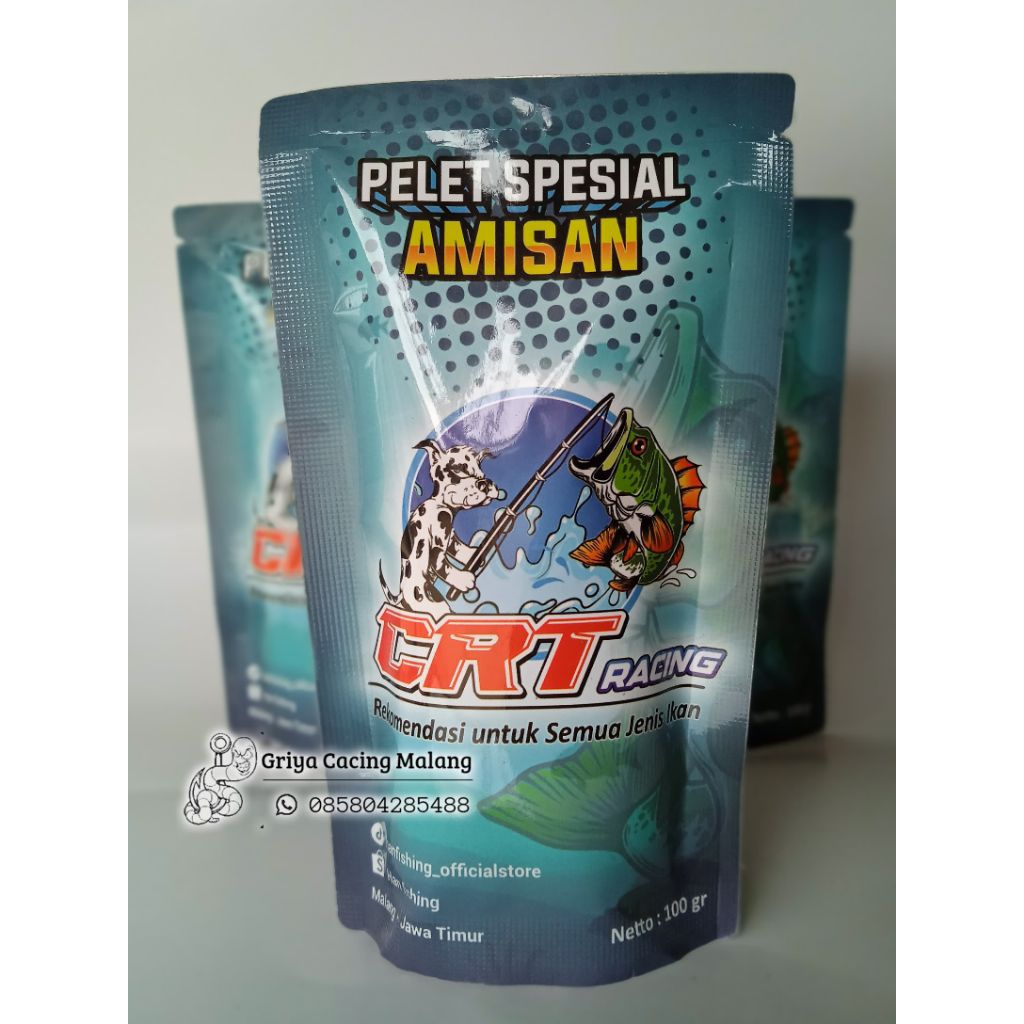 PELET SPESIAL
AMISAN
CRT
RACING
Rekomendasi untuk Semua Jenis Ikan
Griya Cacing Malang
085804285488
Malang - Jawa Timur
Netto : 100 gr
RACING